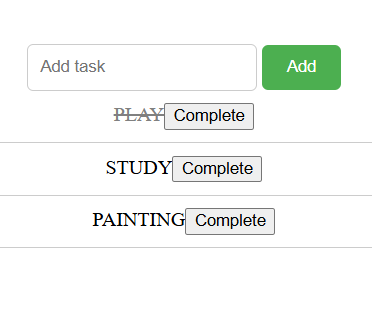 Add task Add
PLAY Complete
STUDY Complete
PAINTING Complete